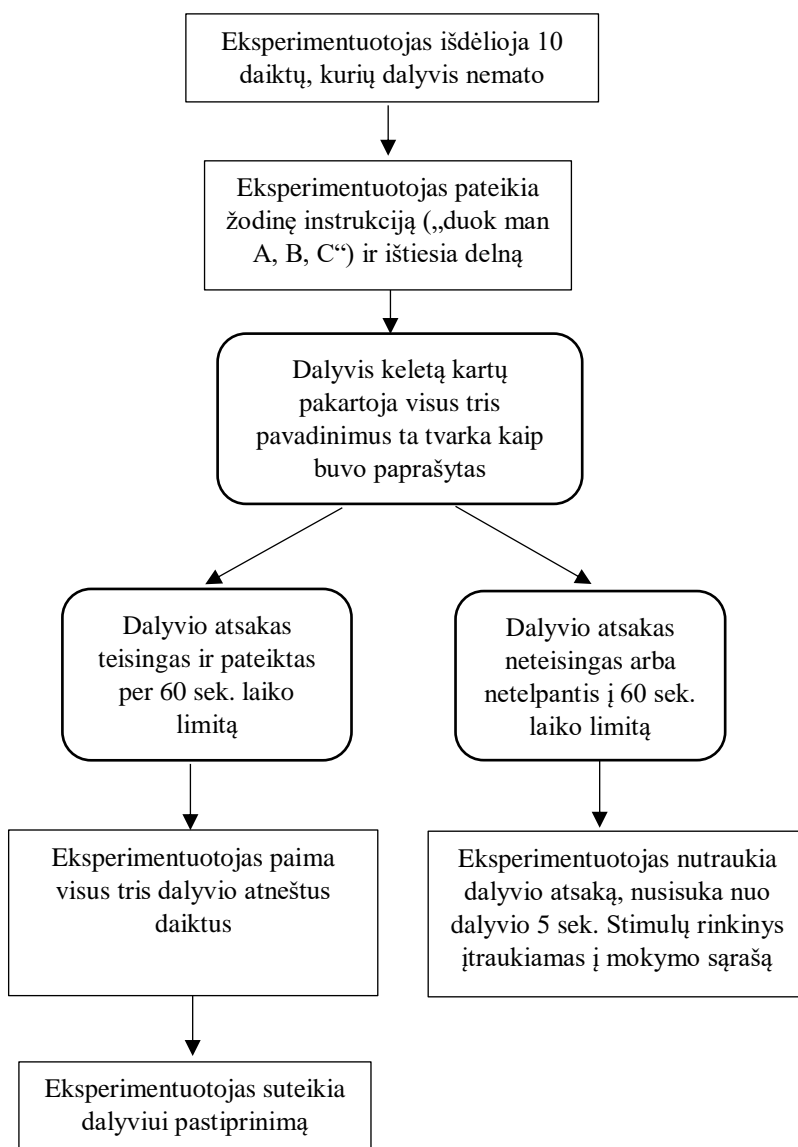 Eksperimentuotojas išdėlioja 10
daiktų, kurių dalyvis nemato
Eksperimentuotojas pateikia
žodinę instrukciją („duok man
A, B, C“) ir ištiesia delną
Dalyvis keletą kartų
pakartoja visus tris
pavadinimus ta tvarka kaip
buvo paprašytas
Dalyvio atsakas
teisingas ir pateiktas
per 60 sek. laiko
limitą
Dalyvio atsakas
neteisingas arba
netelpantis į 60 sek.
laiko limitą
Eksperimentuotojas paima
visus tris dalyvio atneštus
daiktus
Eksperimentuotojas nutraukia
dalyvio atsaką, nusisuka nuo
dalyvio 5 sek. Stimulų rinkinys
įtraukiamas į mokymo sąrašą
Eksperimentuotojas suteikia
dalyviui pastiprinimą